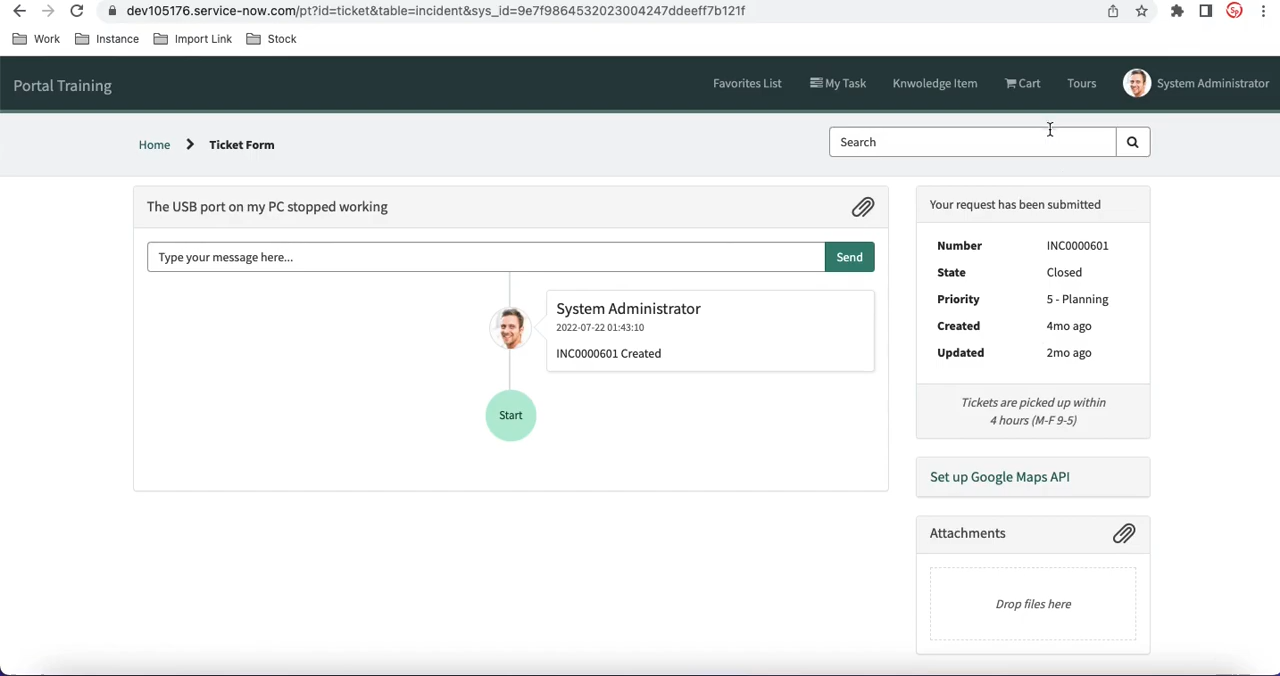 dev105176.service-now.com/pt?id=ticket&table=incident&sys_id=9e7f9864532023004247ddeeff7b121f
Work Instance Import Link Stock
Portal Training
Favorites List My Task Knwoledge Item Cart Tours System Administrator
Home Ticket Form
Search
The USB port on my PC stopped working
Type your message here...
Send
System Administrator
2022-07-22 01:43:10
INC0000601 Created
Start
Your request has been submitted
Number INC0000601
State Closed
Priority 5 - Planning
Created 4mo ago
Updated 2mo ago
Tickets are picked up within
4 hours (M-F 9-5)
Set up Google Maps API
Attachments
Drop files here